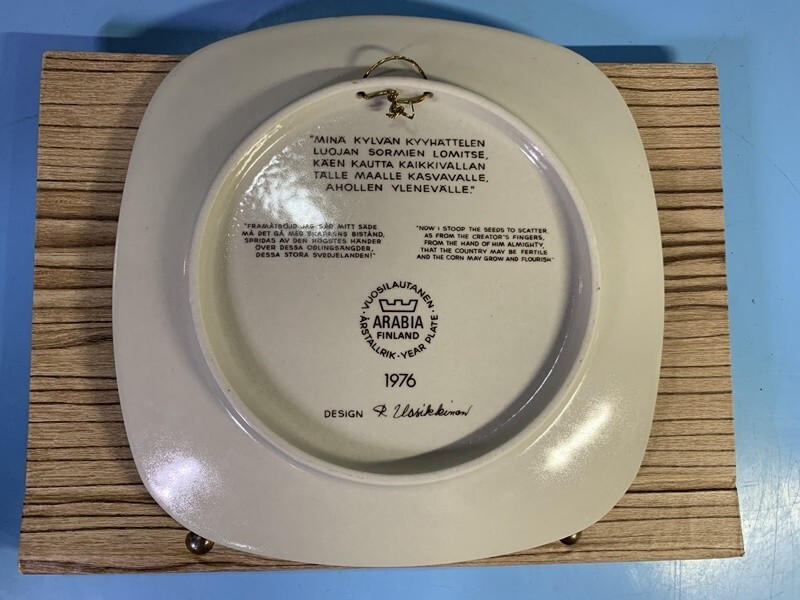 "MINÄ KYLVÄN KYYHÄTTELEN
LUOJAN SORMIEN LOMITSE,
KÄEN KAUTTA KAIKKIVALLAN
TÄLLE MAALLE KASVAVALLE,
AHOLLEN YLENEVÄLLE."
"FRAMÅTBÖJD JAG SÅR MITT SÄDE
MÅ DET GÅ MED SKAPARNS BISTÅND,
SPRIDAS AV DEN HÖGSTES HÄNDER
ÖVER DESSA ODLINGSÄNGDER,
DESSA STORA SVEDJELANDEN!"
"NOW I STOOP THE SEEDS TO SCATTER
AS FROM THE CREATOR'S FINGERS,
FROM THE HAND OF HIM ALMIGHTY,
THAT THE COUNTRY MAY BE FERTILE
AND THE CORN MAY GROW AND FLOURISH"
· VUOSILAUTANEN ·
ARABIA
FINLAND
ÅRSTALLRIK · YEAR PLATE
1976
DESIGN R. Uosikkinen